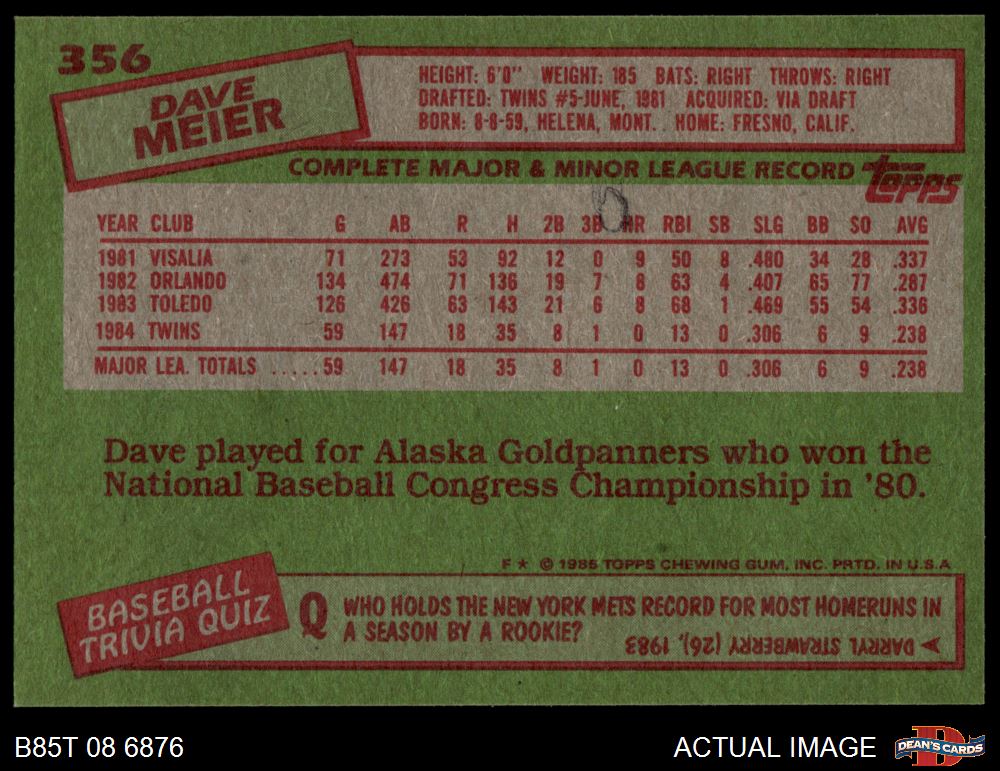 356
DAVE
MEIER
HEIGHT: 6'0" WEIGHT: 185 BATS: RIGHT THROWS: RIGHT
DRAFTED: TWINS #5-JUNE, 1981 ACQUIRED: VIA DRAFT
BORN: 8-8-59, HELENA, MONT. HOME: FRESNO, CALIF.
COMPLETE MAJOR & MINOR LEAGUE RECORD topps
YEAR CLUB G AB R H 2B 3B HR RBI SB SLG BB SO AVG
1981 VISALIA 71 273 53 92 12 0 9 50 8 .480 34 28 .337
1982 ORLANDO 134 474 71 136 19 7 8 63 4 .407 65 77 .287
1983 TOLEDO 126 426 63 143 21 6 8 68 1 .469 55 54 .336
1984 TWINS 59 147 18 35 8 1 0 13 0 .306 6 9 .238
MAJOR LEA. TOTALS .....59 147 18 35 8 1 0 13 0 .306 6 9 .238
Dave played for Alaska Goldpanners who won the
National Baseball Congress Championship in '80.
F ★ © 1985 TOPPS CHEWING GUM, INC. PRTD. IN U.S.A
BASEBALL
TRIVIA QUIZ
Q WHO HOLDS THE NEW YORK METS RECORD FOR MOST HOMERUNS IN
A SEASON BY A ROOKIE?
➤ DARRYL STRAWBERRY (26), 1983
B85T 08 6876
ACTUAL IMAGE
DEAN'S CARDS